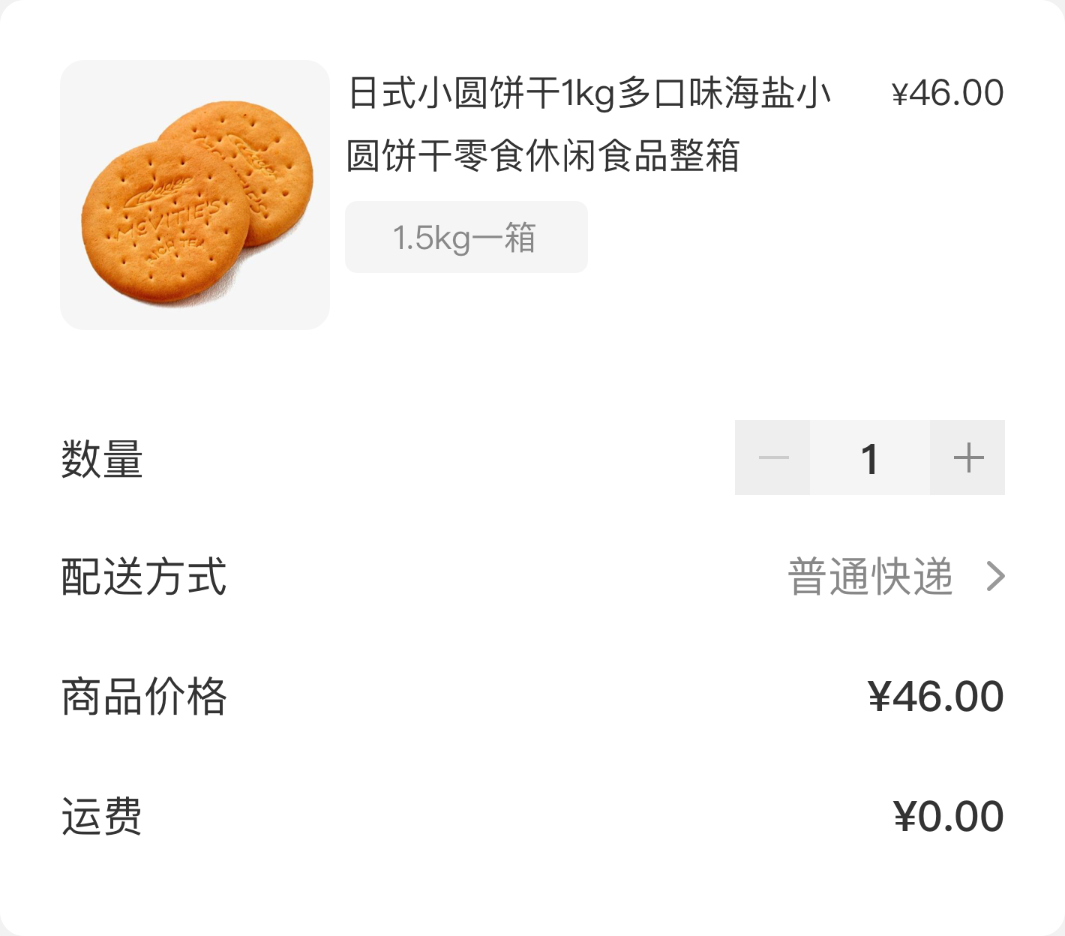 日式小圆饼干1kg多口味海盐小
¥46.00
圆饼干零食休闲食品整箱
1.5kg一箱
McVITIE'S
数量
1
配送方式
普通快递
商品价格
¥46.00
运费
¥0.00